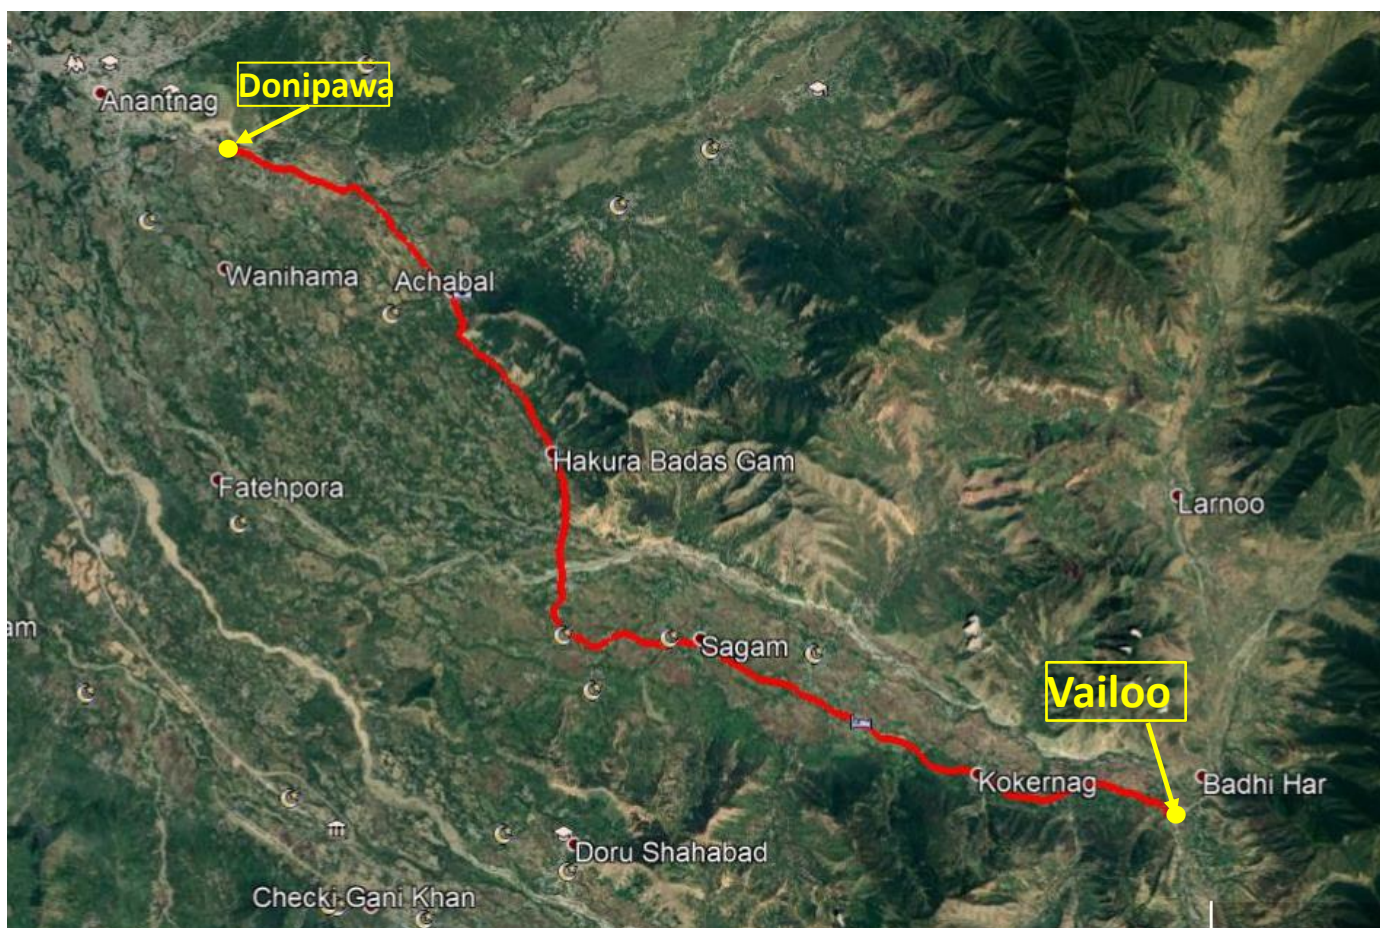 Donipawa
Anantnag
Wanihama
Achabal
Hakura Badas Gam
Fatehpora
Larnoo
am
Sagam
Vailoo
Kokernag
Badhi Har
Doru Shahabad
Checki Gani Khan